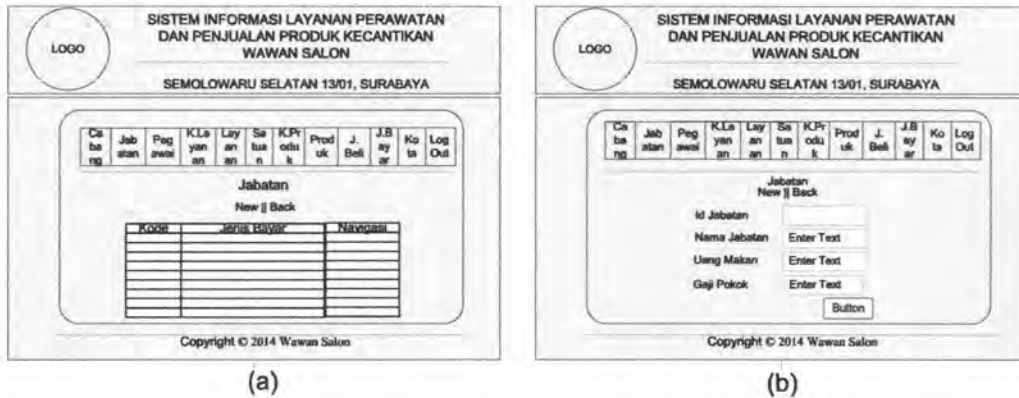 LOGO
SISTEM INFORMASI LAYANAN PERAWATAN
DAN PENJUALAN PRODUK KECANTIKAN
WAWAN SALON
SEMOLOWARU SELATAN 13/01, SURABAYA
Ca ba ng Jab atan Peg awai K.La yan an Lay an an Sa tua n K.Pr odu k Prod uk J. Beli J.B ay ar Ko ta Log Out
Jabatan
New || Back
Kode Jenis Bayar Navigasi
Copyright © 2014 Wawan Salon
(a)
LOGO
SISTEM INFORMASI LAYANAN PERAWATAN
DAN PENJUALAN PRODUK KECANTIKAN
WAWAN SALON
SEMOLOWARU SELATAN 13/01, SURABAYA
Ca ba ng Jab atan Peg awai K.La yan an Lay an an Sa tua n K.Pr odu k Prod uk J. Beli J.B ay ar Ko ta Log Out
Jabatan
New || Back
Id Jabatan
Nama Jabatan Enter Text
Uang Makan Enter Text
Gaji Pokok Enter Text
Button
Copyright © 2014 Wawan Salon
(b)